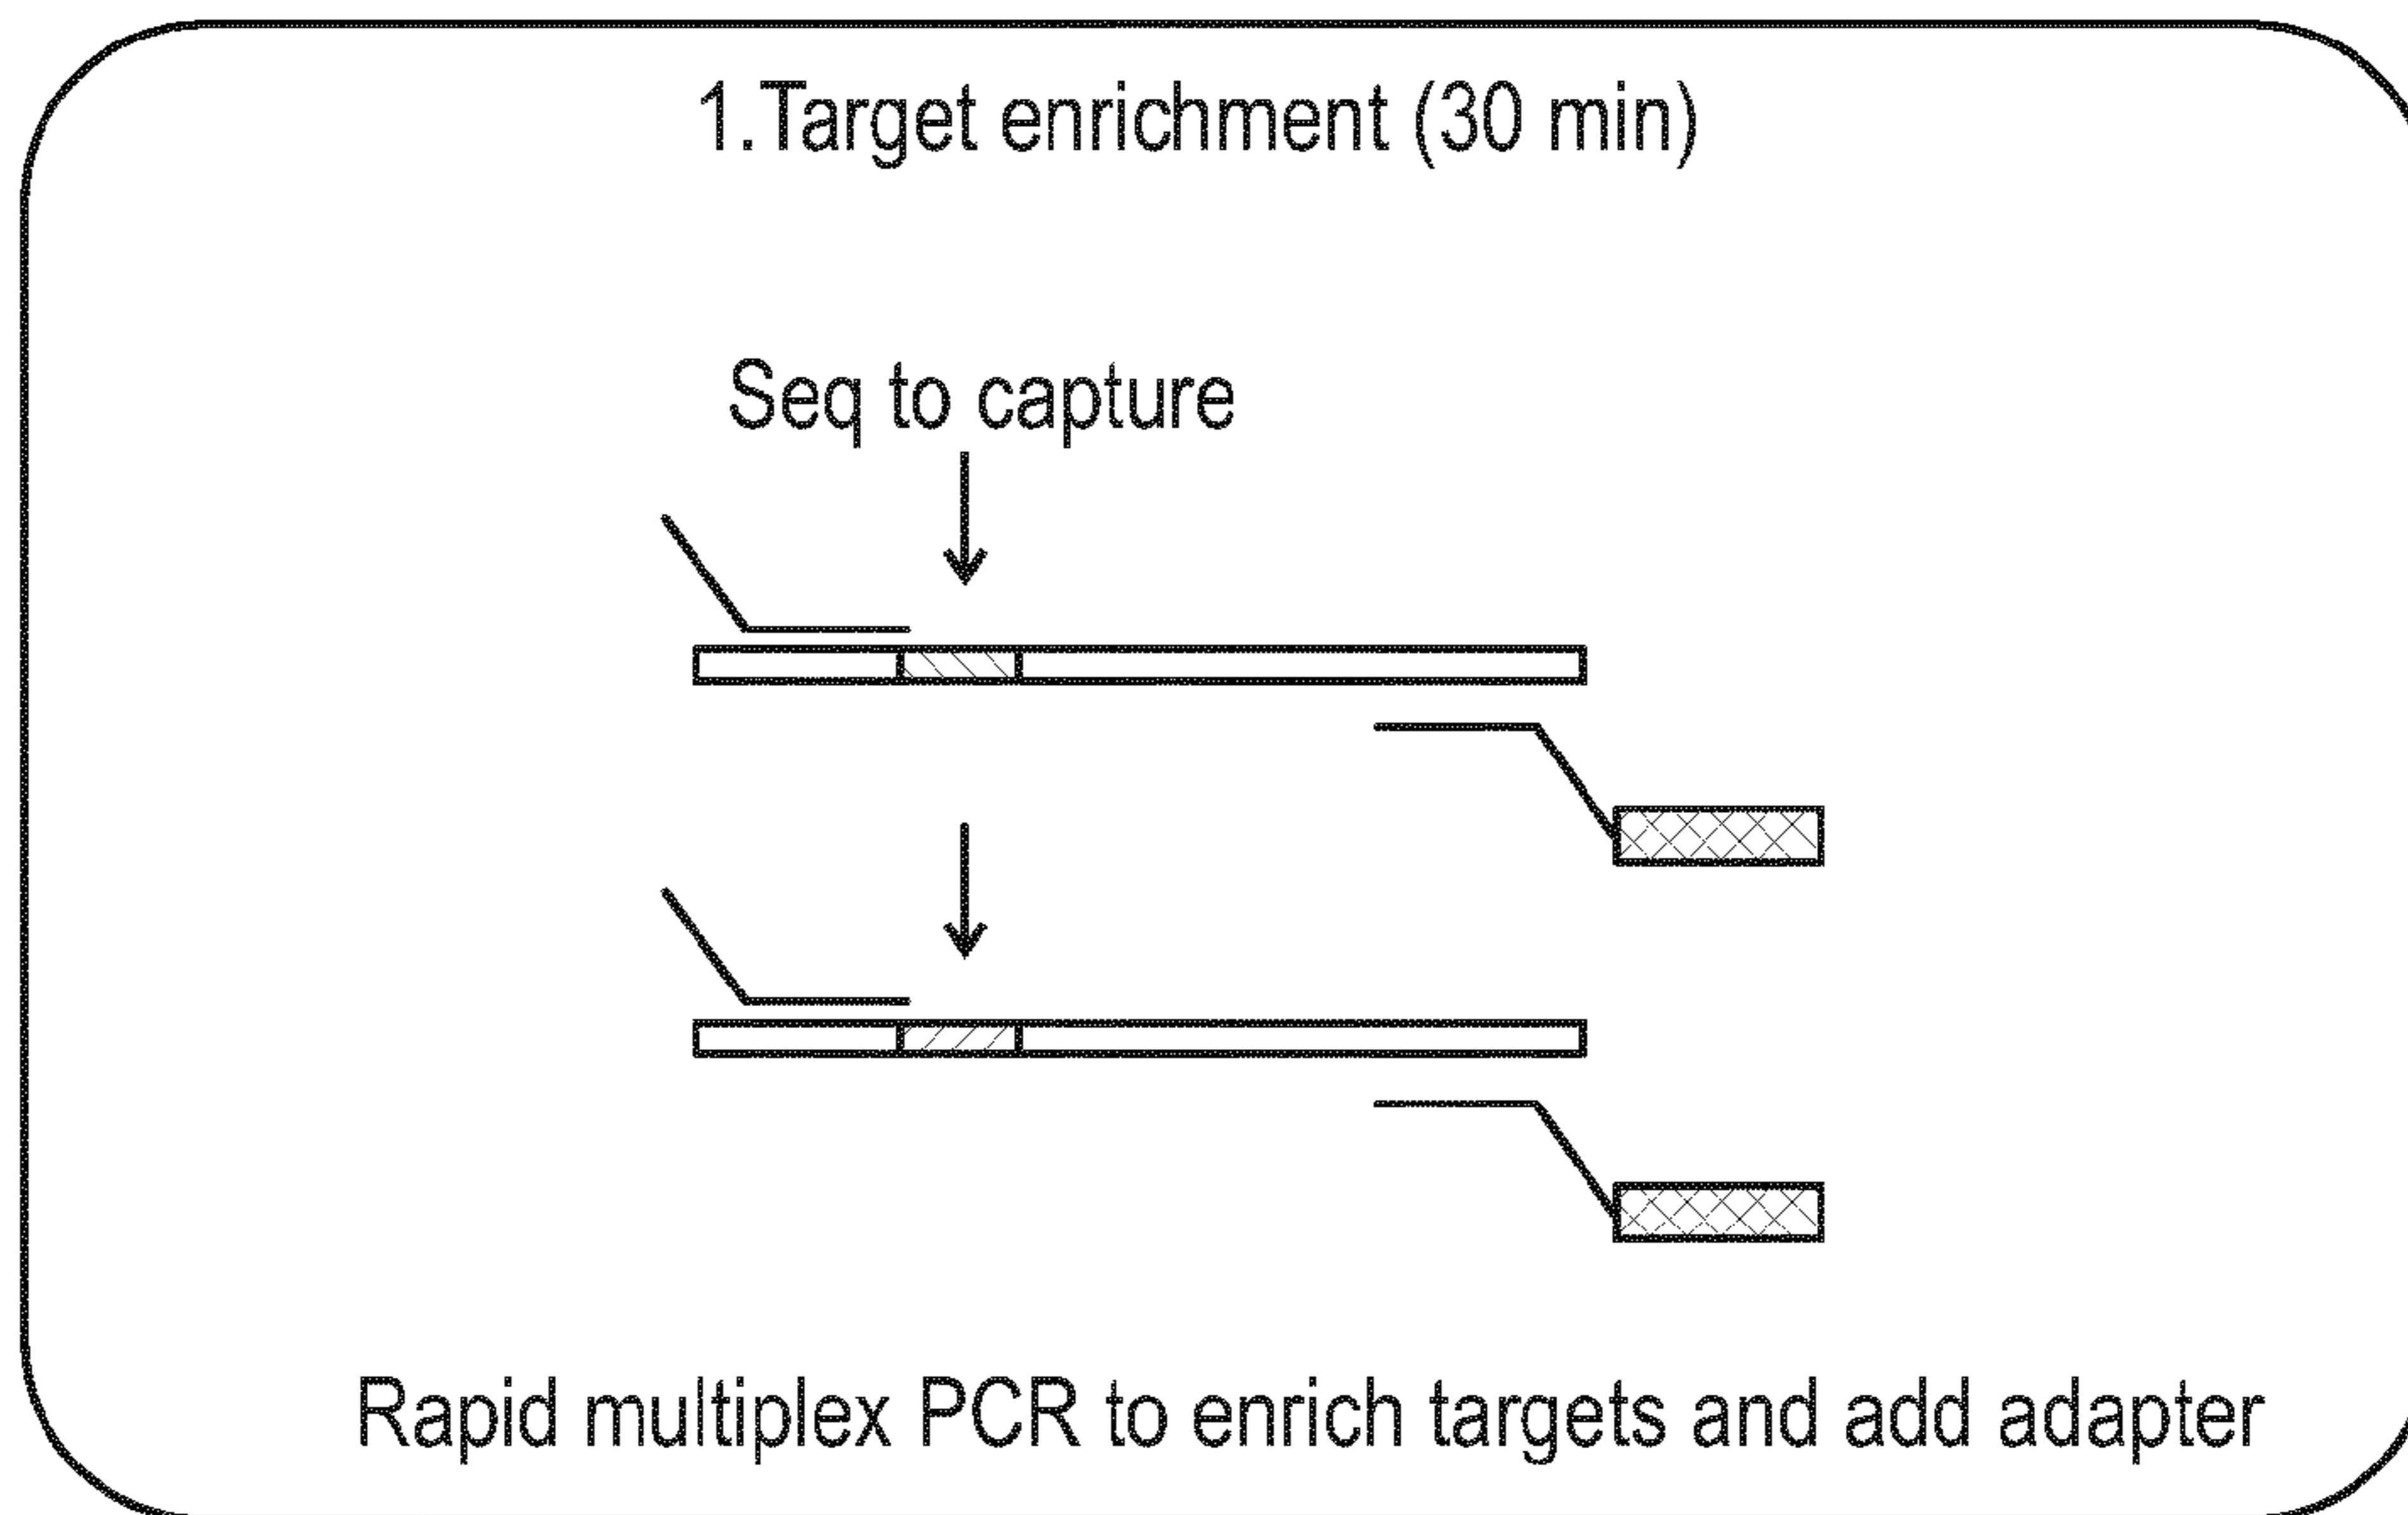 1.Target enrichment (30 min)
Seq to capture
Rapid multiplex PCR to enrich targets and add adapter